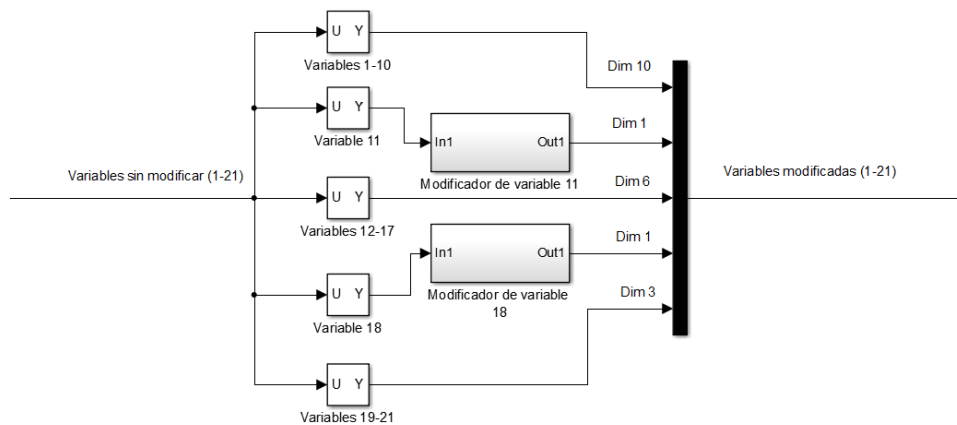 U Y
Variables 1-10
Dim 10
U Y
Variable 11
In1 Out1
Modificador de variable 11
Dim 1
Variables sin modificar (1-21)
U Y
Variables 12-17
Dim 6
Variables modificadas (1-21)
In1 Out1
Modificador de variable
18
Dim 1
U Y
Variable 18
Dim 3
U Y
Variables 19-21